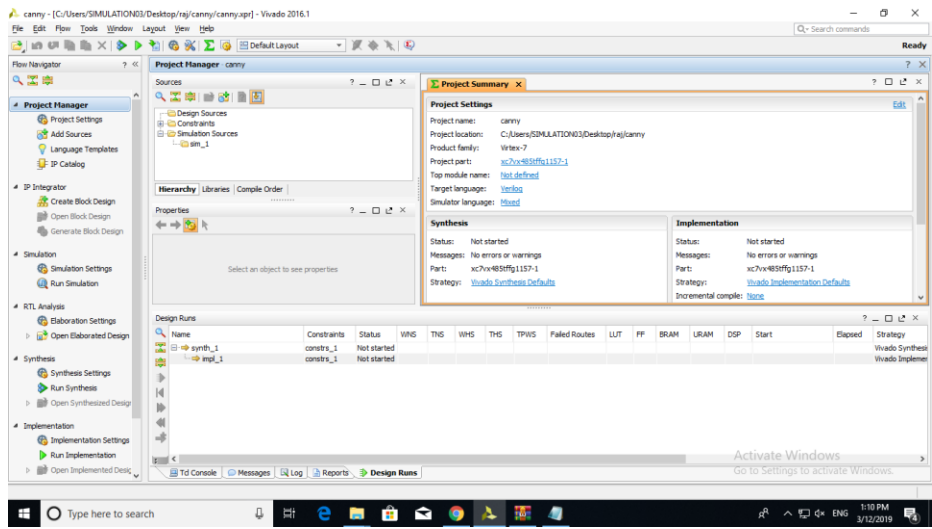 canny - [C:/Users/SIMULATION03/Desktop/raj/canny/canny.xpr] - Vivado 2016.1
File Edit Flow Tools Window Layout View Help
Q- Search commands
Default Layout
Ready
Flow Navigator ? «
Project Manager - canny ? ×
Project Manager
Project Settings
Add Sources
Language Templates
IP Catalog
IP Integrator
Create Block Design
Open Block Design
Generate Block Design
Simulation
Simulation Settings
Run Simulation
RTL Analysis
Elaboration Settings
Open Elaborated Design
Synthesis
Synthesis Settings
Run Synthesis
Open Synthesized Desigr
Implementation
Implementation Settings
Run Implementation
Open Implemented Desig
Sources
Design Sources
Constraints
Simulation Sources
sim_1
Hierarchy Libraries Compile Order
Properties
Select an object to see properties
Σ Project Summary ×
Project Settings Edit
Project name: canny
Project location: C:/Users/SIMULATION03/Desktop/raj/canny
Product family: Virtex-7
Project part: xc7vx485tffg1157-1
Top module name: Not defined
Target language: Verilog
Simulator language: Mixed
Synthesis
Status: Not started
Messages: No errors or warnings
Part: xc7vx485tffg1157-1
Strategy: Vivado Synthesis Defaults
Implementation
Status: Not started
Messages: No errors or warnings
Part: xc7vx485tffg1157-1
Strategy: Vivado Implementation Defaults
Incremental compile: None
Design Runs
Name Constraints Status WNS TNS WHS THS TPWS Failed Routes LUT FF BRAM URAM DSP Start Elapsed Strategy
synth_1 constrs_1 Not started Vivado Synthesi
impl_1 constrs_1 Not started Vivado Implemer
Tcl Console Messages Log Reports Design Runs
Activate Windows
Go to Settings to activate Windows.
Type here to search
ENG
1:10 PM
3/12/2019